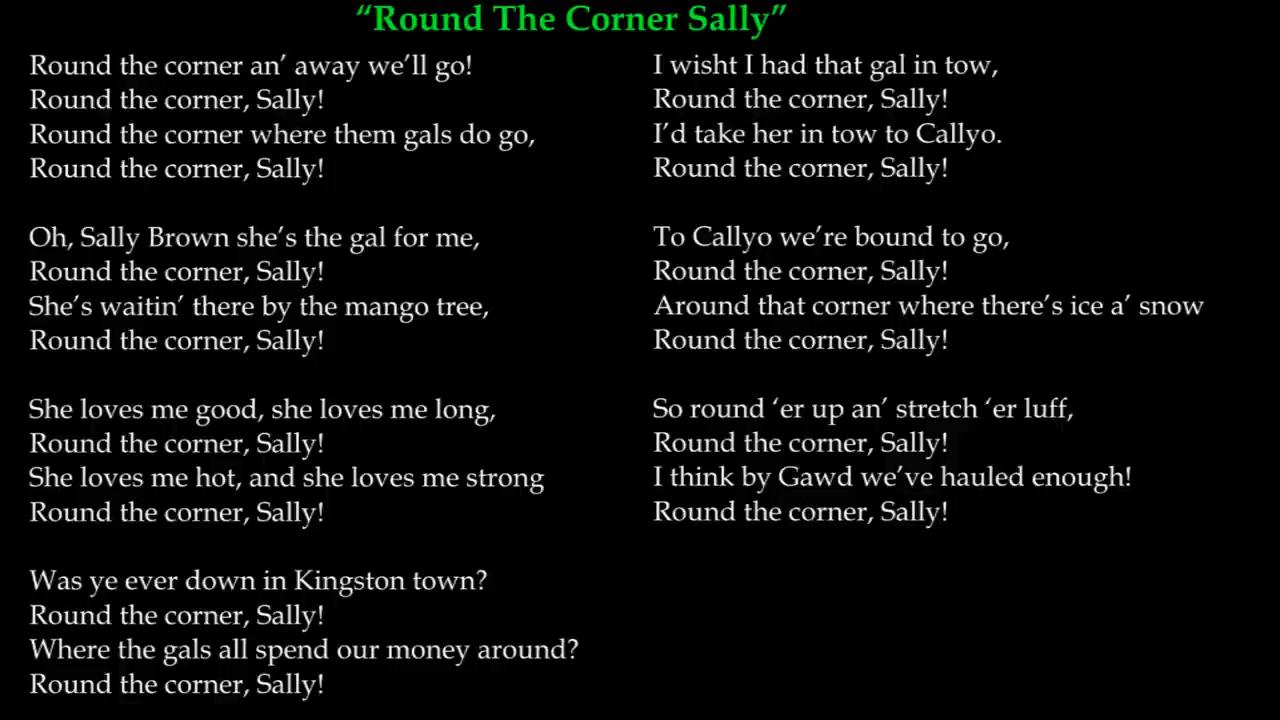 “Round The Corner Sally”
Round the corner an’ away we’ll go!
Round the corner, Sally!
Round the corner where them gals do go,
Round the corner, Sally!
Oh, Sally Brown she’s the gal for me,
Round the corner, Sally!
She’s waitin’ there by the mango tree,
Round the corner, Sally!
She loves me good, she loves me long,
Round the corner, Sally!
She loves me hot, and she loves me strong
Round the corner, Sally!
Was ye ever down in Kingston town?
Round the corner, Sally!
Where the gals all spend our money around?
Round the corner, Sally!
I wisht I had that gal in tow,
Round the corner, Sally!
I’d take her in tow to Callyo.
Round the corner, Sally!
To Callyo we’re bound to go,
Round the corner, Sally!
Around that corner where there’s ice a’ snow
Round the corner, Sally!
So round ‘er up an’ stretch ‘er luff,
Round the corner, Sally!
I think by Gawd we’ve hauled enough!
Round the corner, Sally!